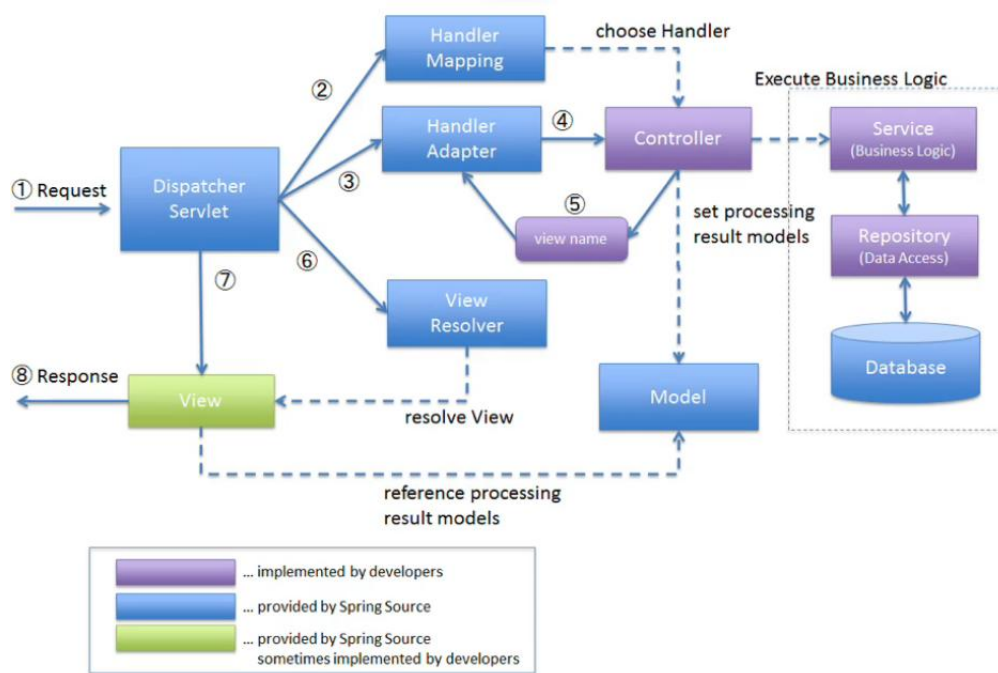 Handler
Mapping
choose Handler
②
Execute Business Logic
Handler
Adapter
④
Controller
Service
(Business Logic)
① Request
Dispatcher
Servlet
③
⑤
view name
set processing
result models
Repository
(Data Access)
⑥
⑦
View
Resolver
Database
⑧ Response
View
resolve View
Model
reference processing
result models
... implemented by developers
... provided by Spring Source
... provided by Spring Source
sometimes implemented by developers